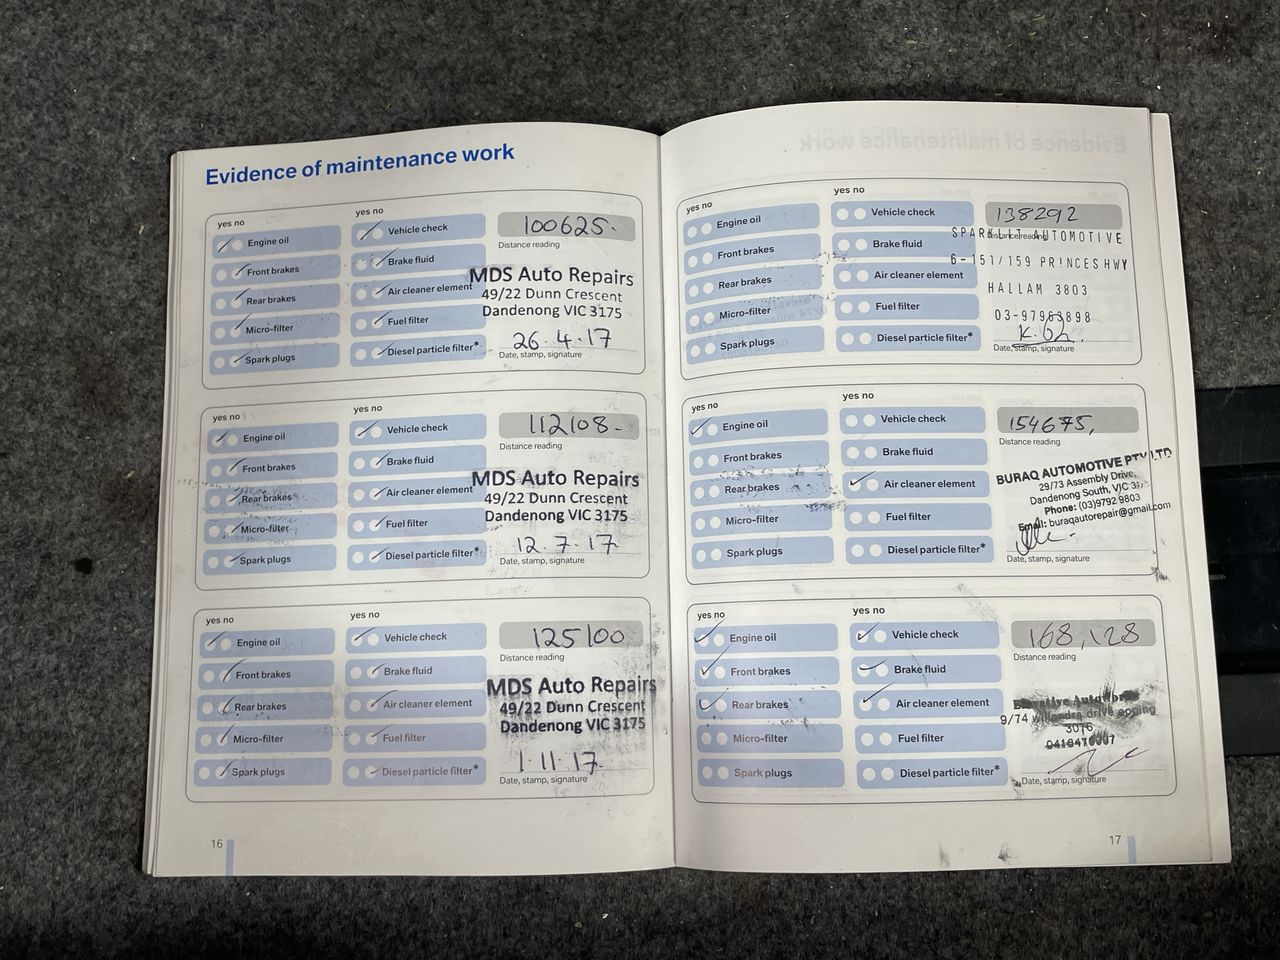 Evidence of maintenance work
yes no
yes no
Engine oil
Vehicle check
100625.
Distance reading
Front brakes
Brake fluid
MDS Auto Repairs
49/22 Dunn Crescent
Dandenong VIC 3175
Rear brakes
Air cleaner element
Micro-filter
Fuel filter
26.4.17
Spark plugs
Diesel particle filter*
Date, stamp, signature
yes no
yes no
Engine oil
Vehicle check
112108-
Distance reading
Front brakes
Brake fluid
MDS Auto Repairs
49/22 Dunn Crescent
Dandenong VIC 3175
Rear brakes
Air cleaner element
Micro-filter
Fuel filter
12.7.17
Spark plugs
Diesel particle filter*
Date, stamp, signature
yes no
yes no
Engine oil
Vehicle check
125100
Distance reading
Front brakes
Brake fluid
MDS Auto Repairs
49/22 Dunn Crescent
Dandenong VIC 3175
Rear brakes
Air cleaner element
Micro-filter
Fuel filter
1.11.17.
Spark plugs
Diesel particle filter*
Date, stamp, signature
16
yes no
yes no
Engine oil
Vehicle check
138292
Distance reading
SPARKLIT AUTOMOTIVE
6-151/159 PRINCES HWY
HALLAM 3803
03-97963898
Front brakes
Brake fluid
Rear brakes
Air cleaner element
Micro-filter
Fuel filter
Spark plugs
Diesel particle filter*
Date, stamp, signature
yes no
yes no
Engine oil
Vehicle check
154675,
Distance reading
Front brakes
Brake fluid
BURAQ AUTOMOTIVE PTY LTD
29/73 Assembly Drive,
Dandenong South, VIC
Phone: (03)9792 9803
Email: buraqautorepair@gmail.com
Rear brakes
Air cleaner element
Micro-filter
Fuel filter
Spark plugs
Diesel particle filter*
Date, stamp, signature
yes no
yes no
Engine oil
Vehicle check
168,128
Distance reading
Front brakes
Brake fluid
Rear brakes
Air cleaner element
9/74 willandra drive epping
3076
Micro-filter
Fuel filter
Spark plugs
Diesel particle filter*
Date, stamp, signature
17